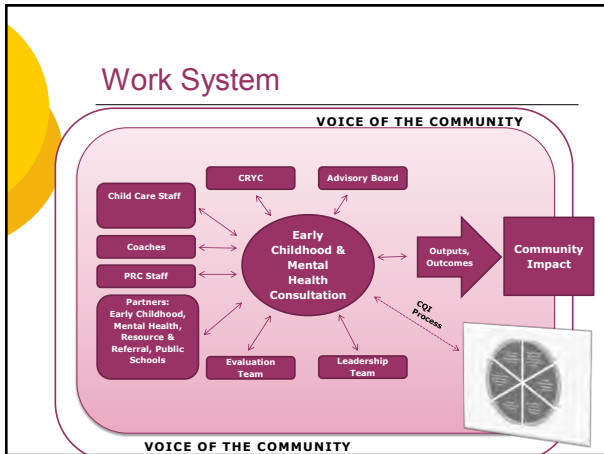 Work System
VOICE OF THE COMMUNITY
CRYC
Advisory Board
Child Care Staff
Coaches
PRC Staff
Partners:
Early Childhood,
Mental Health,
Resource &
Referral, Public
Schools
Early
Childhood &
Mental
Health
Consultation
Outputs,
Outcomes
Community
Impact
CQI
Process
Evaluation
Team
Leadership
Team
VOICE OF THE COMMUNITY